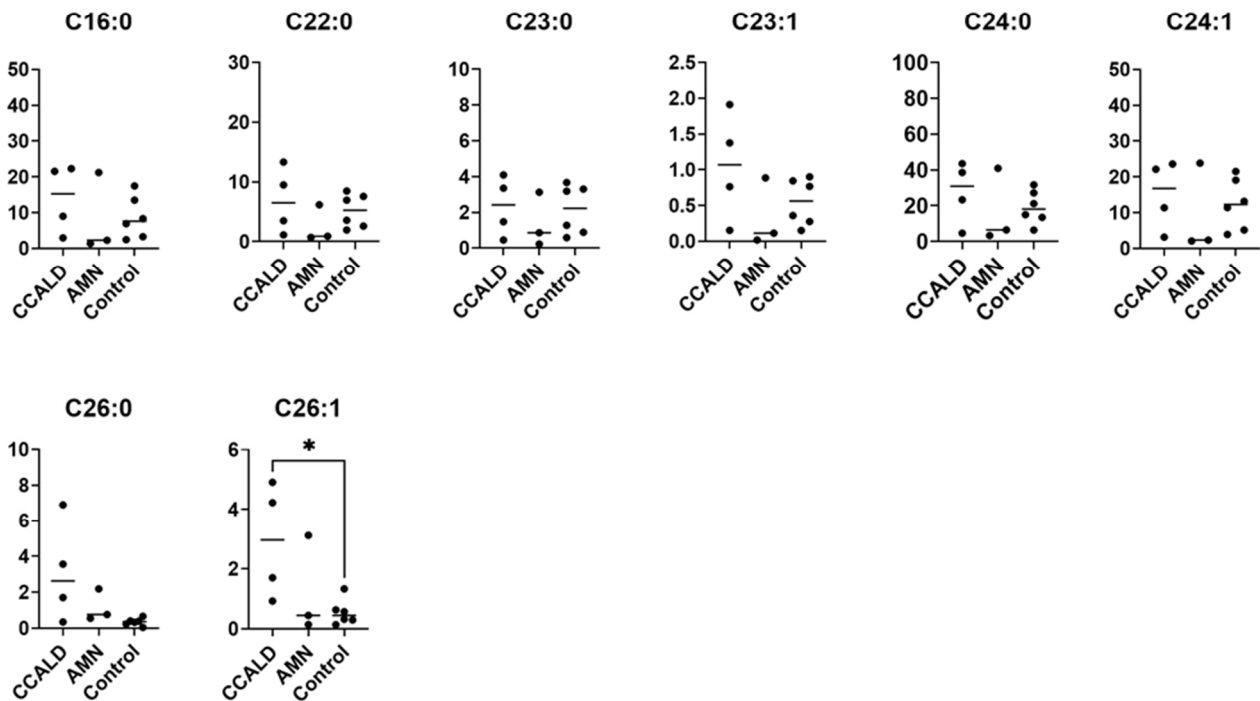 C16:0
50
40
30
20
10
0
CCALD
AMN
Control
C22:0
30
20
10
0
CCALD
AMN
Control
C23:0
10
8
6
4
2
0
CCALD
AMN
Control
C23:1
2.5
2.0
1.5
1.0
0.5
0.0
CCALD
AMN
Control
C24:0
100
80
60
40
20
0
CCALD
AMN
Control
C24:1
50
40
30
20
10
0
CCALD
AMN
Control
C26:0
10
8
6
4
2
0
CCALD
AMN
Control
C26:1
6
4
2
0
*
CCALD
AMN
Control